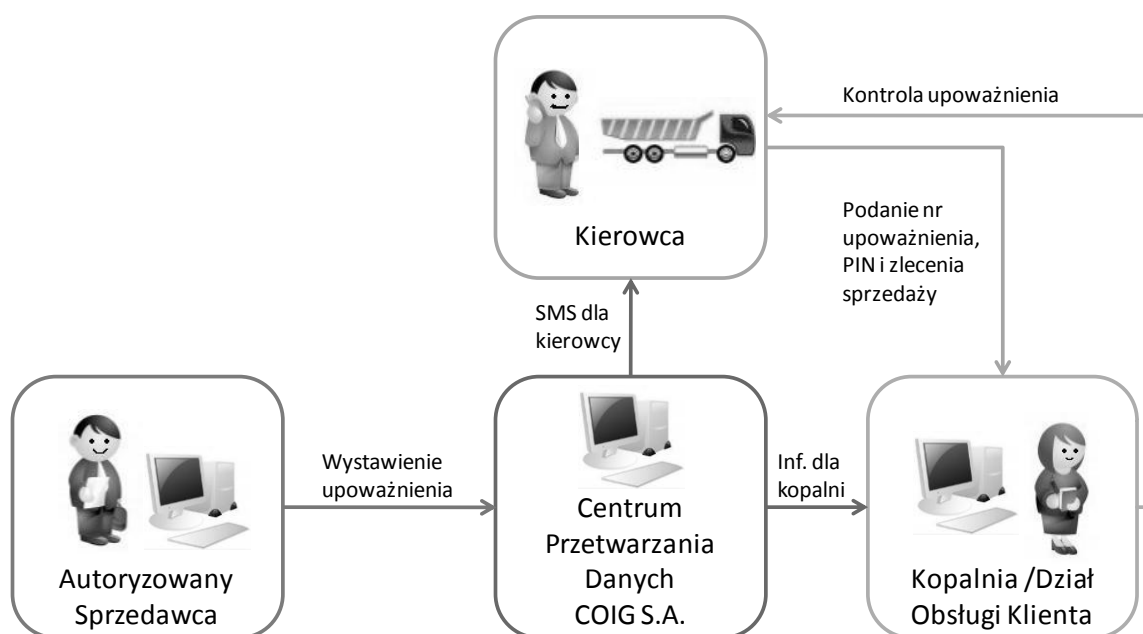 Kierowca
Kontrola upoważnienia
Podanie nr
upoważnienia,
PIN i zlecenia
sprzedaży
SMS dla
kierowcy
Autoryzowany
Sprzedawca
Wystawienie
upoważnienia
Centrum
Przetwarzania
Danych
COIG S.A.
Inf. dla
kopalni
Kopalnia /Dział
Obsługi Klienta